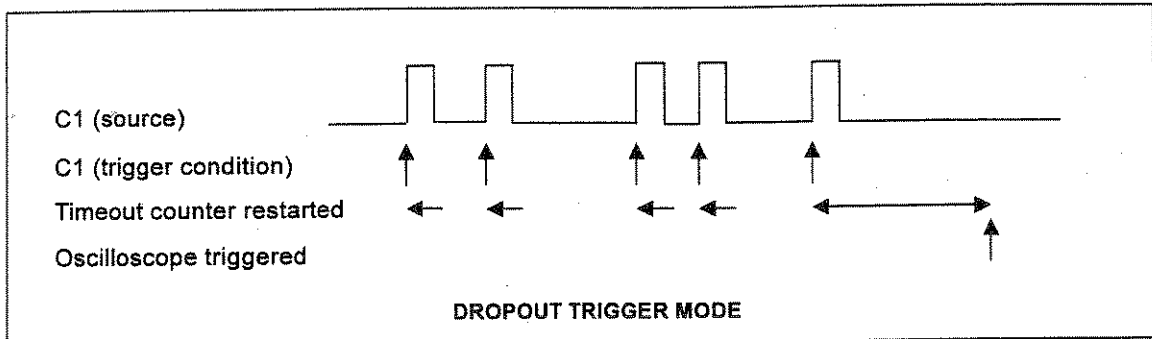 C1 (source)
C1 (trigger condition)
Timeout counter restarted
Oscilloscope triggered
DROPOUT TRIGGER MODE